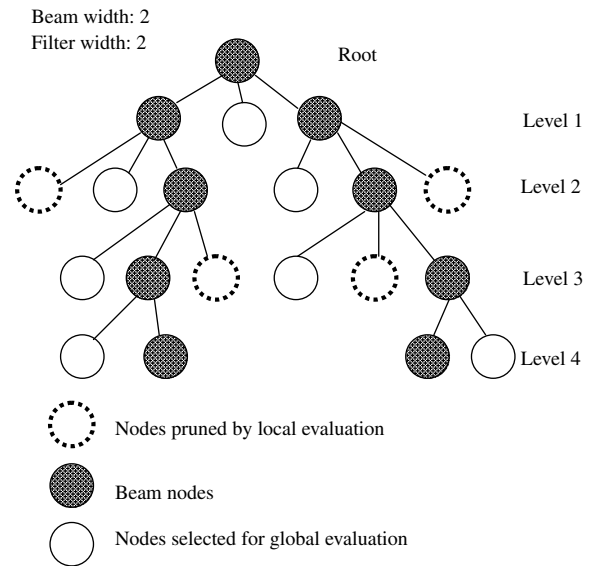 Beam width: 2
Filter width: 2
Root
Level 1
Level 2
Level 3
Level 4
Nodes pruned by local evaluation
Beam nodes
Nodes selected for global evaluation